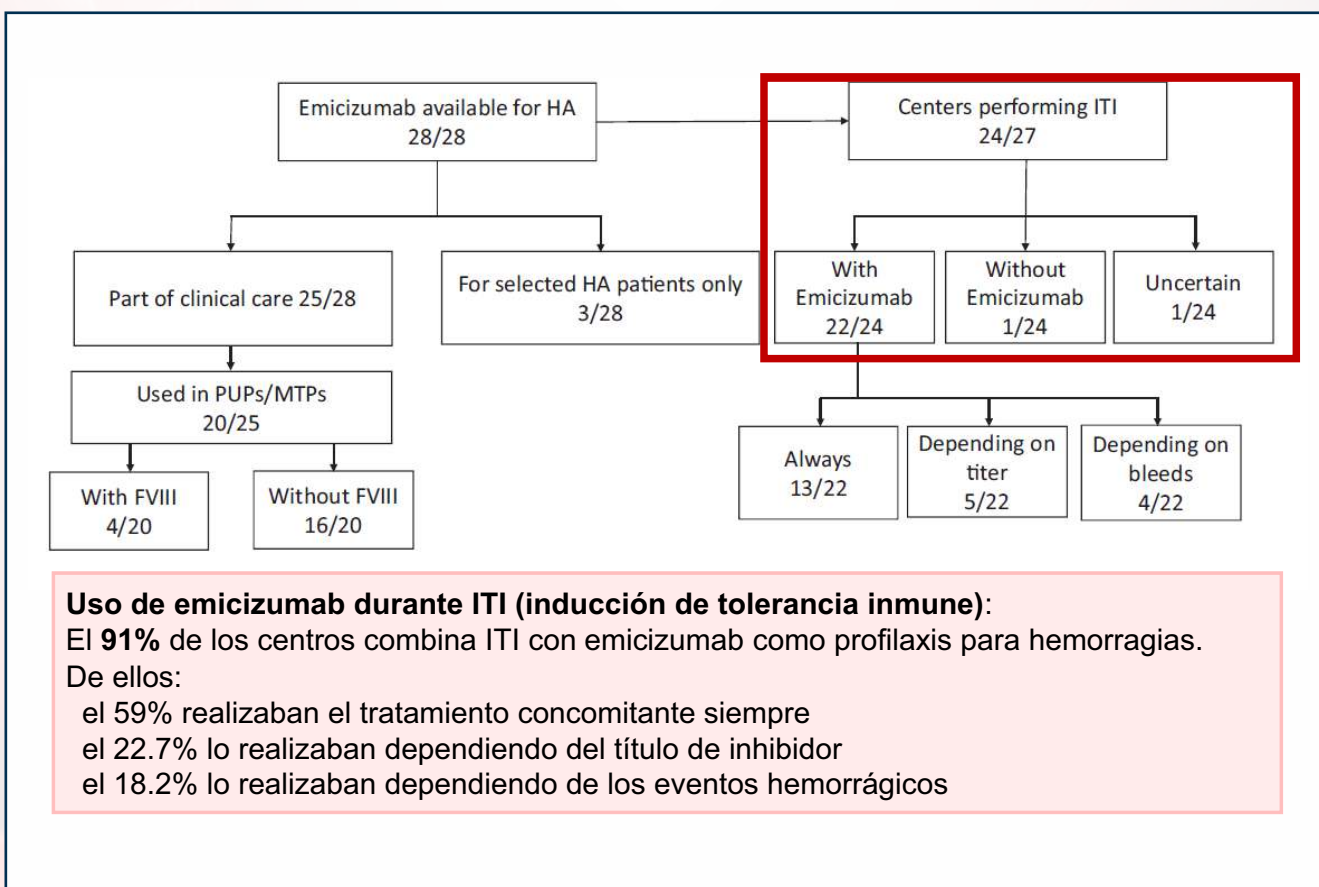 Emicizumab available for HA
28/28
Centers performing ITI
24/27
Part of clinical care 25/28
For selected HA patients only
3/28
With
Emicizumab
22/24
Without
Emicizumab
1/24
Uncertain
1/24
Used in PUPs/MTPs
20/25
With FVIII
4/20
Without FVIII
16/20
Always
13/22
Depending on
titer
5/22
Depending on
bleeds
4/22
Uso de emicizumab durante ITI (inducción de tolerancia inmune):
El 91% de los centros combina ITI con emicizumab como profilaxis para hemorragias.
De ellos:
el 59% realizaban el tratamiento concomitante siempre
el 22.7% lo realizaban dependiendo del título de inhibidor
el 18.2% lo realizaban dependiendo de los eventos hemorrágicos